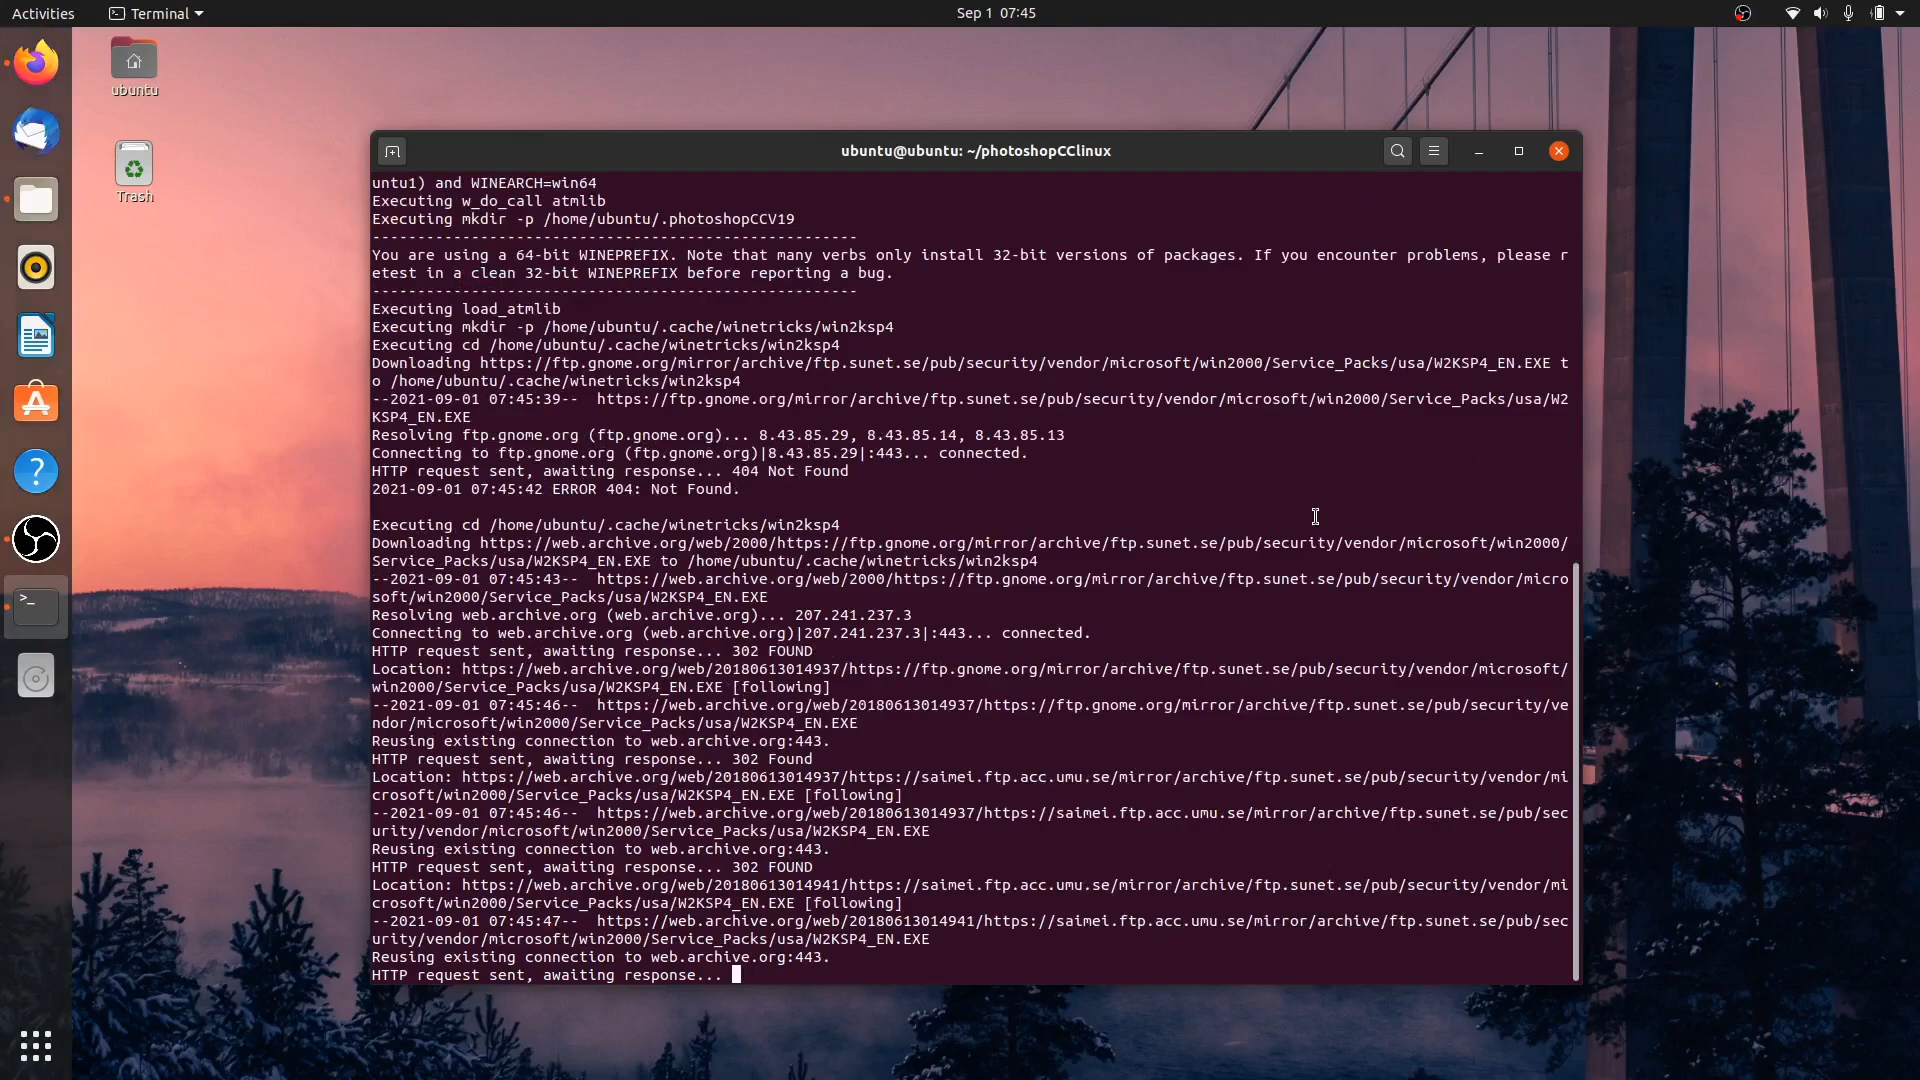 Activities
Terminal
Sep 1 07:45
ubuntu
Trash
ubuntu@ubuntu: ~/photoshopCClinux
untu1) and WINEARCH=win64
Executing w_do_call atmlib
Executing mkdir -p /home/ubuntu/.photoshopCCV19
------------------------------------------------------
You are using a 64-bit WINEPREFIX. Note that many verbs only install 32-bit versions of packages. If you encounter problems, please r
etest in a clean 32-bit WINEPREFIX before reporting a bug.
------------------------------------------------------
Executing load_atmlib
Executing mkdir -p /home/ubuntu/.cache/winetricks/win2ksp4
Executing cd /home/ubuntu/.cache/winetricks/win2ksp4
Downloading https://ftp.gnome.org/mirror/archive/ftp.sunet.se/pub/security/vendor/microsoft/win2000/Service_Packs/usa/W2KSP4_EN.EXE t
o /home/ubuntu/.cache/winetricks/win2ksp4
--2021-09-01 07:45:39--  https://ftp.gnome.org/mirror/archive/ftp.sunet.se/pub/security/vendor/microsoft/win2000/Service_Packs/usa/W2
KSP4_EN.EXE
Resolving ftp.gnome.org (ftp.gnome.org)... 8.43.85.29, 8.43.85.14, 8.43.85.13
Connecting to ftp.gnome.org (ftp.gnome.org)|8.43.85.29|:443... connected.
HTTP request sent, awaiting response... 404 Not Found
2021-09-01 07:45:42 ERROR 404: Not Found.
Executing cd /home/ubuntu/.cache/winetricks/win2ksp4
Downloading https://web.archive.org/web/2000/https://ftp.gnome.org/mirror/archive/ftp.sunet.se/pub/security/vendor/microsoft/win2000/
Service_Packs/usa/W2KSP4_EN.EXE to /home/ubuntu/.cache/winetricks/win2ksp4
--2021-09-01 07:45:43--  https://web.archive.org/web/2000/https://ftp.gnome.org/mirror/archive/ftp.sunet.se/pub/security/vendor/micro
soft/win2000/Service_Packs/usa/W2KSP4_EN.EXE
Resolving web.archive.org (web.archive.org)... 207.241.237.3
Connecting to web.archive.org (web.archive.org)|207.241.237.3|:443... connected.
HTTP request sent, awaiting response... 302 FOUND
Location: https://web.archive.org/web/20180613014937/https://ftp.gnome.org/mirror/archive/ftp.sunet.se/pub/security/vendor/microsoft/
win2000/Service_Packs/usa/W2KSP4_EN.EXE [following]
--2021-09-01 07:45:46--  https://web.archive.org/web/20180613014937/https://ftp.gnome.org/mirror/archive/ftp.sunet.se/pub/security/ve
ndor/microsoft/win2000/Service_Packs/usa/W2KSP4_EN.EXE
Reusing existing connection to web.archive.org:443.
HTTP request sent, awaiting response... 302 Found
Location: https://web.archive.org/web/20180613014937/https://saimei.ftp.acc.umu.se/mirror/archive/ftp.sunet.se/pub/security/vendor/mi
crosoft/win2000/Service_Packs/usa/W2KSP4_EN.EXE [following]
--2021-09-01 07:45:46--  https://web.archive.org/web/20180613014937/https://saimei.ftp.acc.umu.se/mirror/archive/ftp.sunet.se/pub/sec
urity/vendor/microsoft/win2000/Service_Packs/usa/W2KSP4_EN.EXE
Reusing existing connection to web.archive.org:443.
HTTP request sent, awaiting response... 302 FOUND
Location: https://web.archive.org/web/20180613014941/https://saimei.ftp.acc.umu.se/mirror/archive/ftp.sunet.se/pub/security/vendor/mi
crosoft/win2000/Service_Packs/usa/W2KSP4_EN.EXE [following]
--2021-09-01 07:45:47--  https://web.archive.org/web/20180613014941/https://saimei.ftp.acc.umu.se/mirror/archive/ftp.sunet.se/pub/sec
urity/vendor/microsoft/win2000/Service_Packs/usa/W2KSP4_EN.EXE
Reusing existing connection to web.archive.org:443.
HTTP request sent, awaiting response...